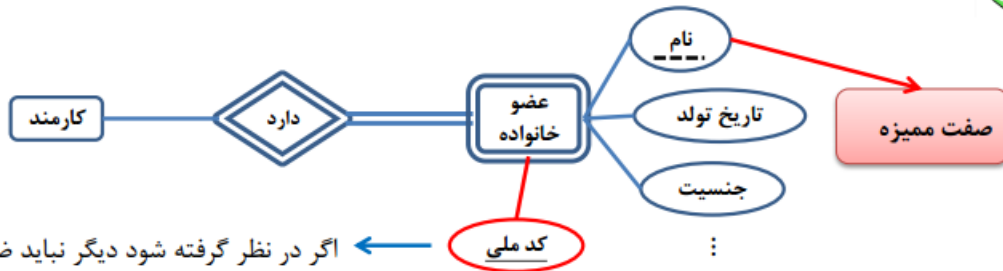 نام
کارمند
دارد
عضو
خانواده
تاریخ تولد
صفت ممیزه
جنسیت
کد ملی
اگر در نظر گرفته شود دیگر نباید